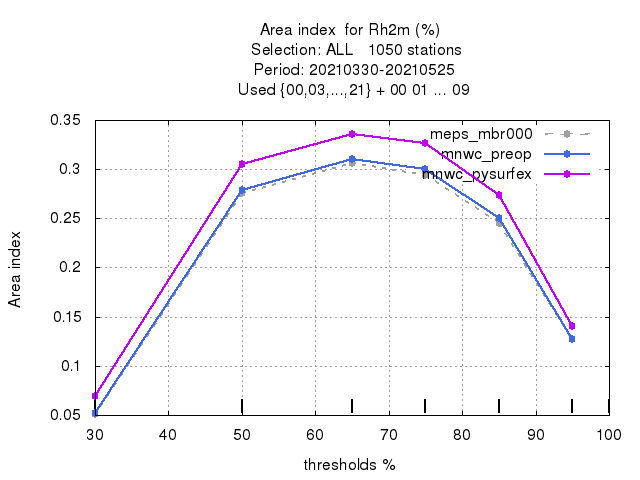 Area index for Rh2m (%)
Selection: ALL 1050 stations
Period: 20210330-20210525
Used {00,03,...,21} + 00 01 ... 09
meps_mbr000
mnwc_preop
mnwc_pysurfex
0.35
0.3
0.25
0.2
0.15
0.1
0.05
Area index
30 40 50 60 70 80 90 100
thresholds %